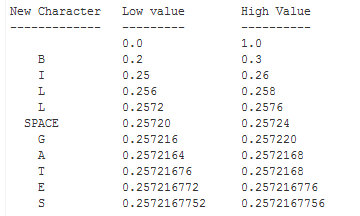 New Character Low value High Value
------------- --------- ----------
0.0 1.0
B 0.2 0.3
I 0.25 0.26
L 0.256 0.258
L 0.2572 0.2576
SPACE 0.25720 0.25724
G 0.257216 0.257220
A 0.2572164 0.2572168
T 0.25721676 0.2572168
E 0.257216772 0.257216776
S 0.2572167752 0.2572167756